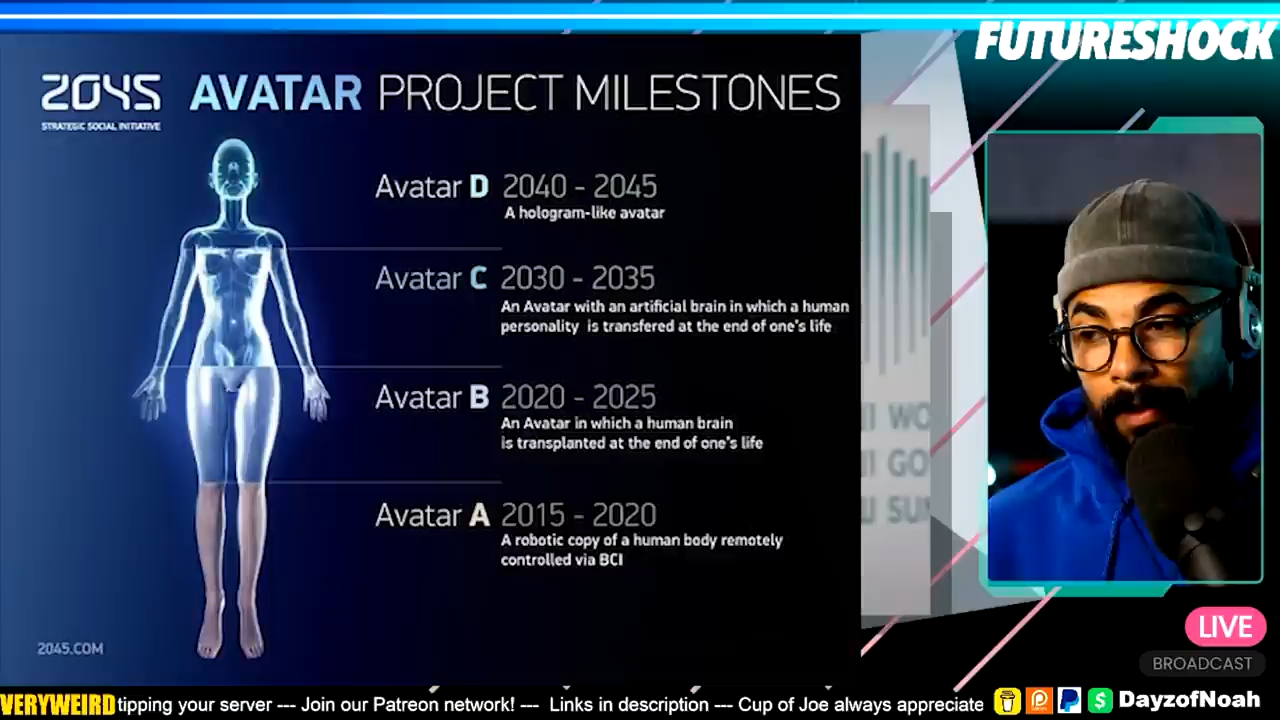 FUTURESHOCK
2045 AVATAR PROJECT MILESTONES
STRATEGIC SOCIAL INITIATIVE
Avatar D 2040 - 2045
A hologram-like avatar
Avatar C 2030 - 2035
An Avatar with an artificial brain in which a human
personality is transfered at the end of one's life
Avatar B 2020 - 2025
An Avatar in which a human brain
is transplanted at the end of one's life
Avatar A 2015 - 2020
A robotic copy of a human body remotely
controlled via BCI
2045.COM
WO
GO
SU
LIVE
BROADCAST
VERYWEIRD tipping your server --- Join our Patreon network! --- Links in description --- Cup of Joe always appreciate DayzofNoah